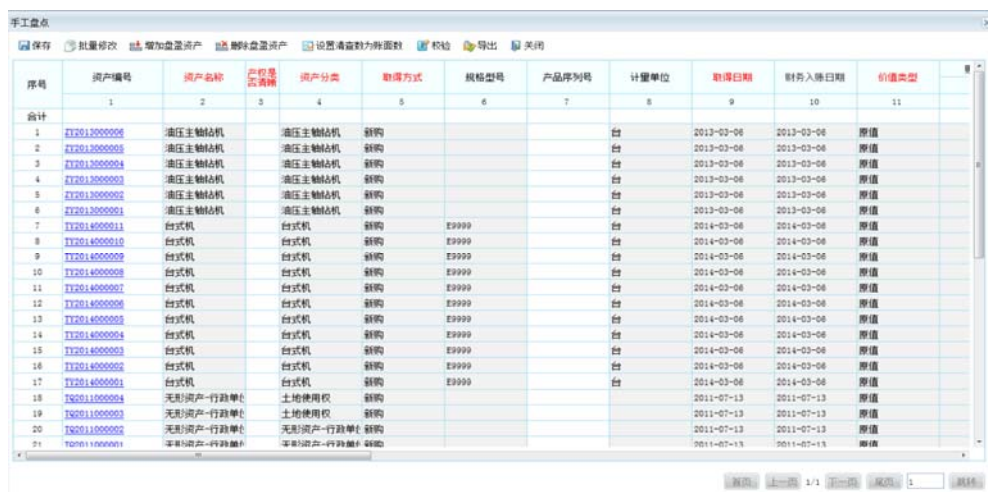 手工盘点
保存 批量修改 增加盘盈资产 删除盘盈资产 设置清查数为账面数 校验 导出 关闭
序号 资产编号 资产名称 产权是否清晰 资产分类 取得方式 规格型号 产品序列号 计量单位 取得日期 财务入账日期 价值类型
1 2 3 4 5 6 7 8 9 10 11
合计
1 ZY2013000006 油压主轴钻机 油压主轴钻机 新购 台 2013-03-06 2013-03-06 原值
2 ZY2013000005 油压主轴钻机 油压主轴钻机 新购 台 2013-03-06 2013-03-06 原值
3 ZY2013000004 油压主轴钻机 油压主轴钻机 新购 台 2013-03-06 2013-03-06 原值
4 ZY2013000003 油压主轴钻机 油压主轴钻机 新购 台 2013-03-06 2013-03-06 原值
5 ZY2013000002 油压主轴钻机 油压主轴钻机 新购 台 2013-03-06 2013-03-06 原值
6 ZY2013000001 油压主轴钻机 油压主轴钻机 新购 台 2013-03-06 2013-03-06 原值
7 TY2014000011 台式机 台式机 新购 E9999 台 2014-03-06 2014-03-06 原值
8 TY2014000010 台式机 台式机 新购 E9999 台 2014-03-06 2014-03-06 原值
9 TY2014000009 台式机 台式机 新购 E9999 台 2014-03-06 2014-03-06 原值
10 TY2014000008 台式机 台式机 新购 E9999 台 2014-03-06 2014-03-06 原值
11 TY2014000007 台式机 台式机 新购 E9999 台 2014-03-06 2014-03-06 原值
12 TY2014000006 台式机 台式机 新购 E9999 台 2014-03-06 2014-03-06 原值
13 TY2014000005 台式机 台式机 新购 E9999 台 2014-03-06 2014-03-06 原值
14 TY2014000004 台式机 台式机 新购 E9999 台 2014-03-06 2014-03-06 原值
15 TY2014000003 台式机 台式机 新购 E9999 台 2014-03-06 2014-03-06 原值
16 TY2014000002 台式机 台式机 新购 E9999 台 2014-03-06 2014-03-06 原值
17 TY2014000001 台式机 台式机 新购 E9999 台 2014-03-06 2014-03-06 原值
18 TQ2011000004 无形资产-行政单位 土地使用权 新购 2011-07-13 2011-07-13 原值
19 TQ2011000003 无形资产-行政单位 土地使用权 新购 2011-07-13 2011-07-13 原值
20 TQ2011000002 无形资产-行政单位 无形资产-行政单位 新购 2011-07-13 2011-07-13 原值
21 TQ2011000001 无形资产-行政单位 无形资产-行政单位 新购 2011-07-13 2011-07-13 原值
首页 上一页 1/1 下一页 尾页 1 跳转